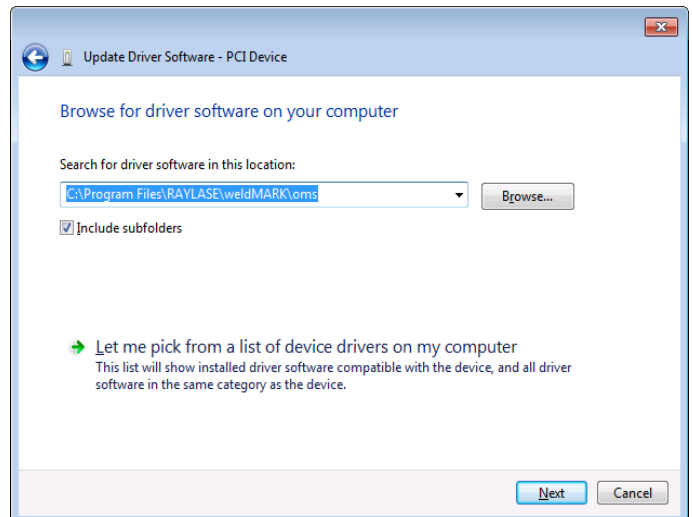 Update Driver Software - PCI Device
Browse for driver software on your computer
Search for driver software in this location:
C:\Program Files\RAYLASE\weldMARK\oms
Browse...
Include subfolders
Let me pick from a list of device drivers on my computer
This list will show installed driver software compatible with the device, and all driver
software in the same category as the device.
Next
Cancel